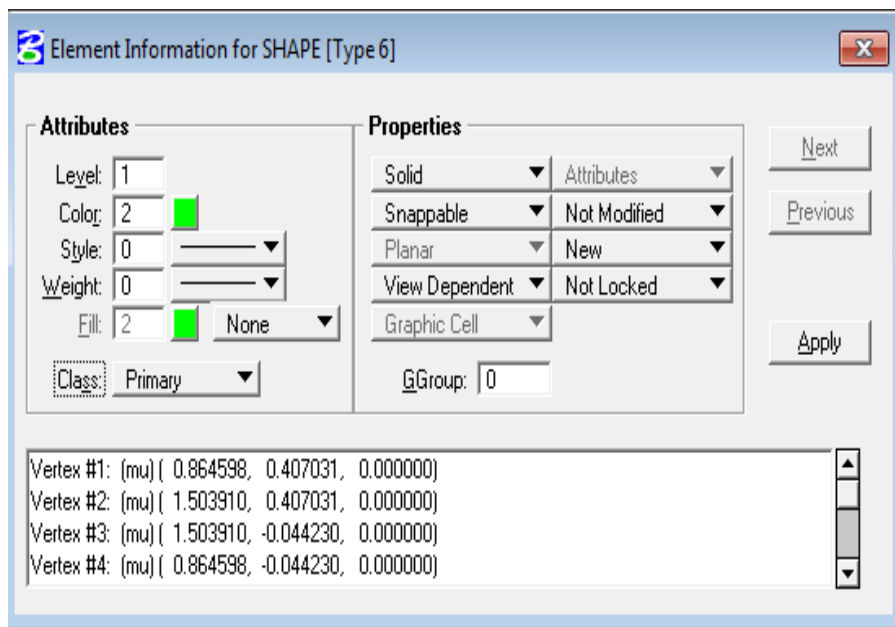 Element Information for SHAPE [Type 6]
Attributes
Level: 1
Color: 2
Style: 0
Weight: 0
Fill: 2 None
Class: Primary
Properties
Solid Attributes
Snappable Not Modified
Planar New
View Dependent Not Locked
Graphic Cell
GGroup: 0
Next
Previous
Apply
Vertex #1: (mu) ( 0.864598, 0.407031, 0.000000)
Vertex #2: (mu) ( 1.503910, 0.407031, 0.000000)
Vertex #3: (mu) ( 1.503910, -0.044230, 0.000000)
Vertex #4: (mu) ( 0.864598, -0.044230, 0.000000)